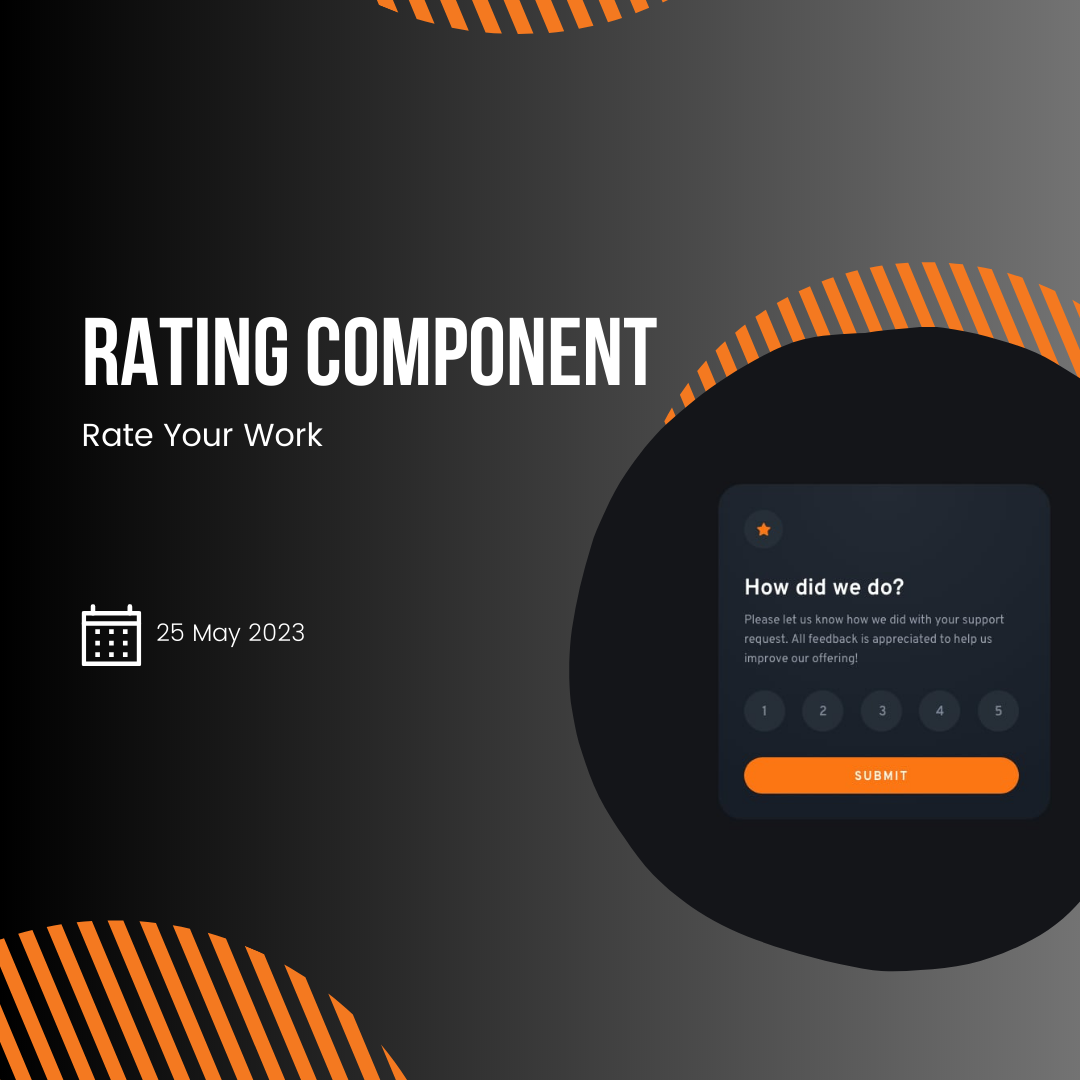 RATING COMPONENT
Rate Your Work
25 May 2023
How did we do?
Please let us know how we did with your support
request. All feedback is appreciated to help us
improve our offering!
1 2 3 4 5
SUBMIT